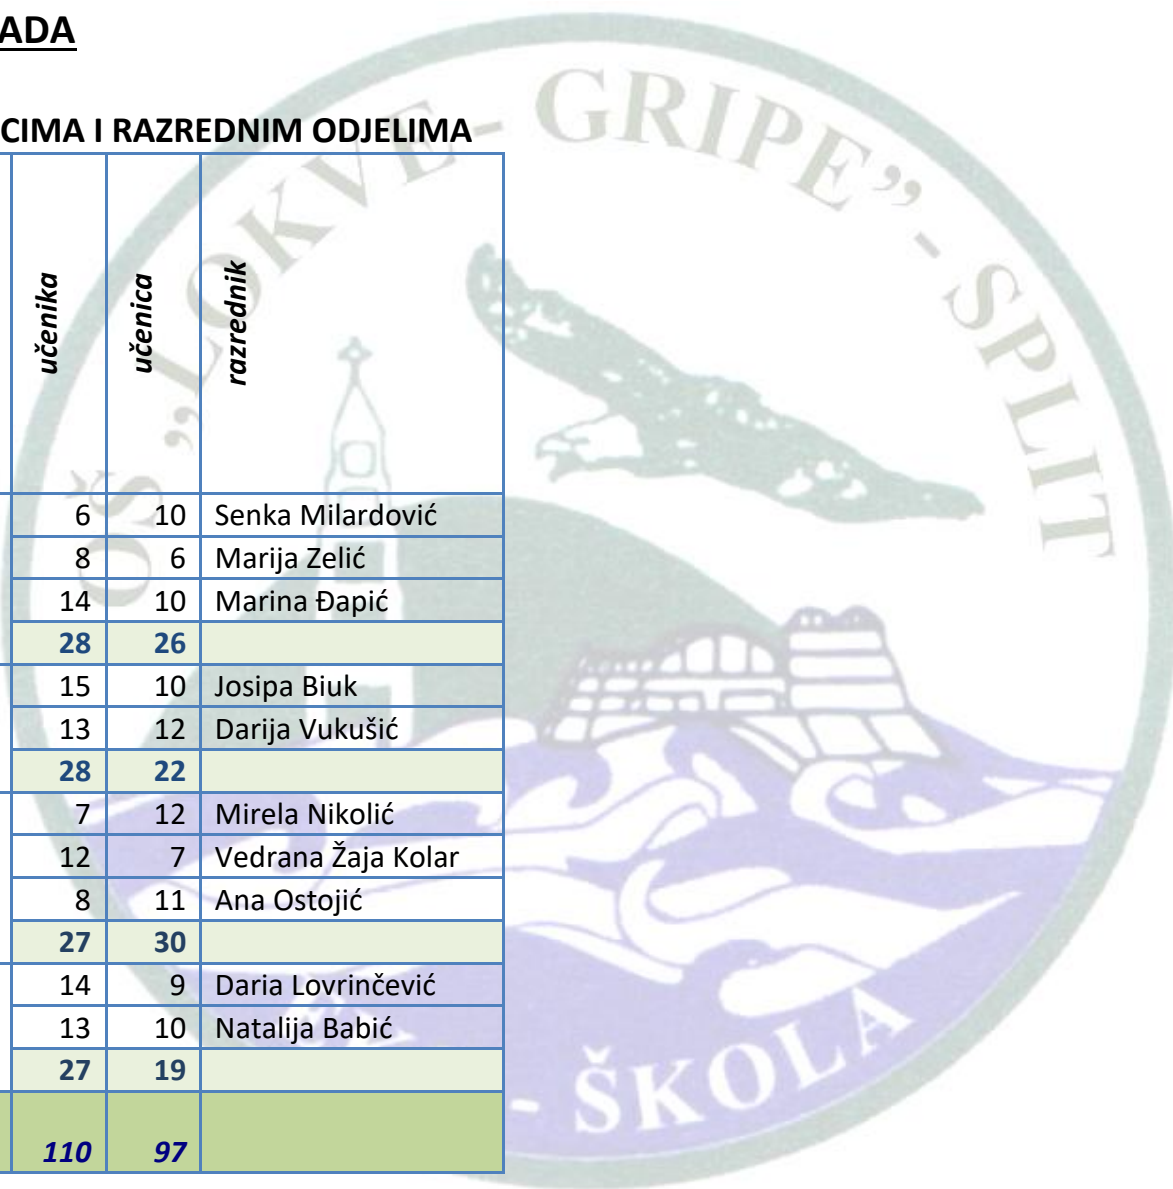 ADA
CIMA I RAZREDNIM ODJELIMA
učenika učenica razrednik
6 10 Senka Milardović
8 6 Marija Zelić
14 10 Marina Đapić
28 26
15 10 Josipa Biuk
13 12 Darija Vukušić
28 22
7 12 Mirela Nikolić
12 7 Vedrana Žaja Kolar
8 11 Ana Ostojić
27 30
14 9 Daria Lovrinčević
13 10 Natalija Babić
27 19
110 97
OŠ „LOKVE - GRIPE” - SPLIT
- ŠKOLA